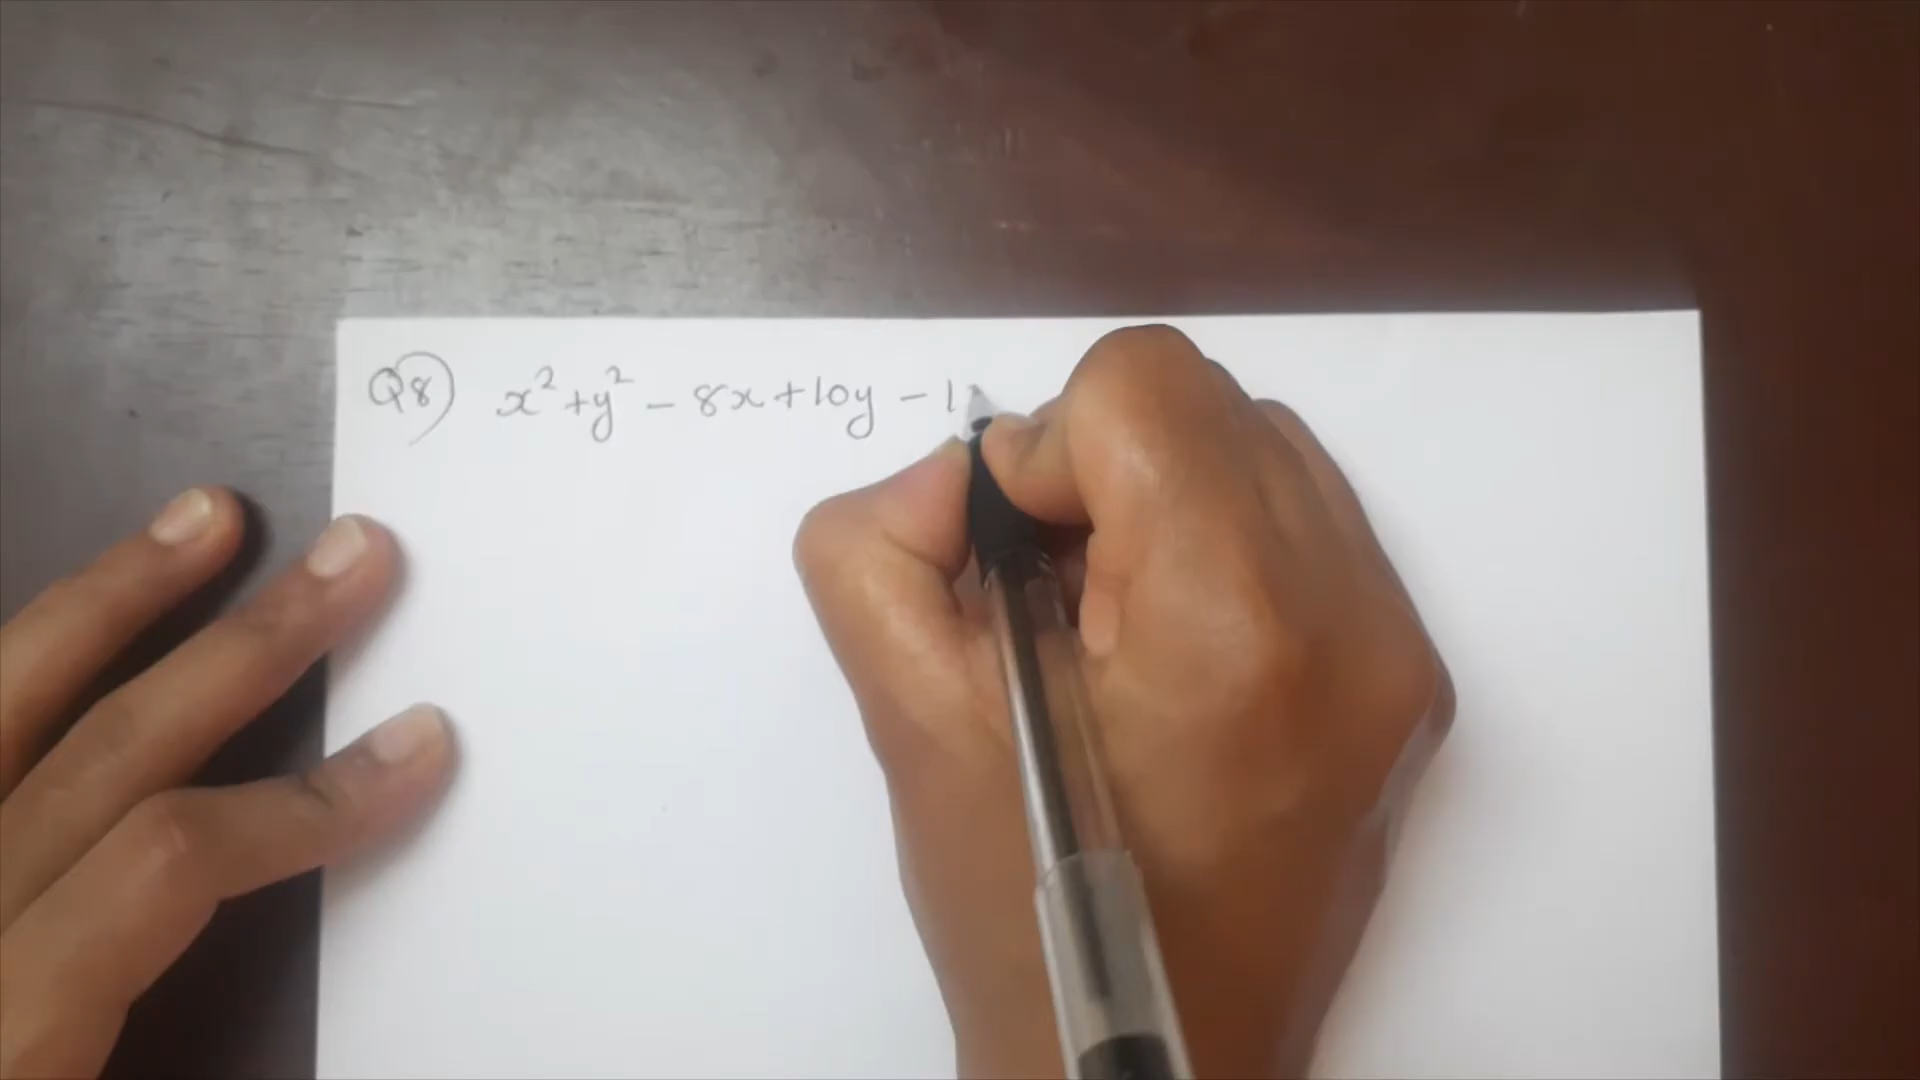 Q8) x² + y² - 8x + 10y - 1